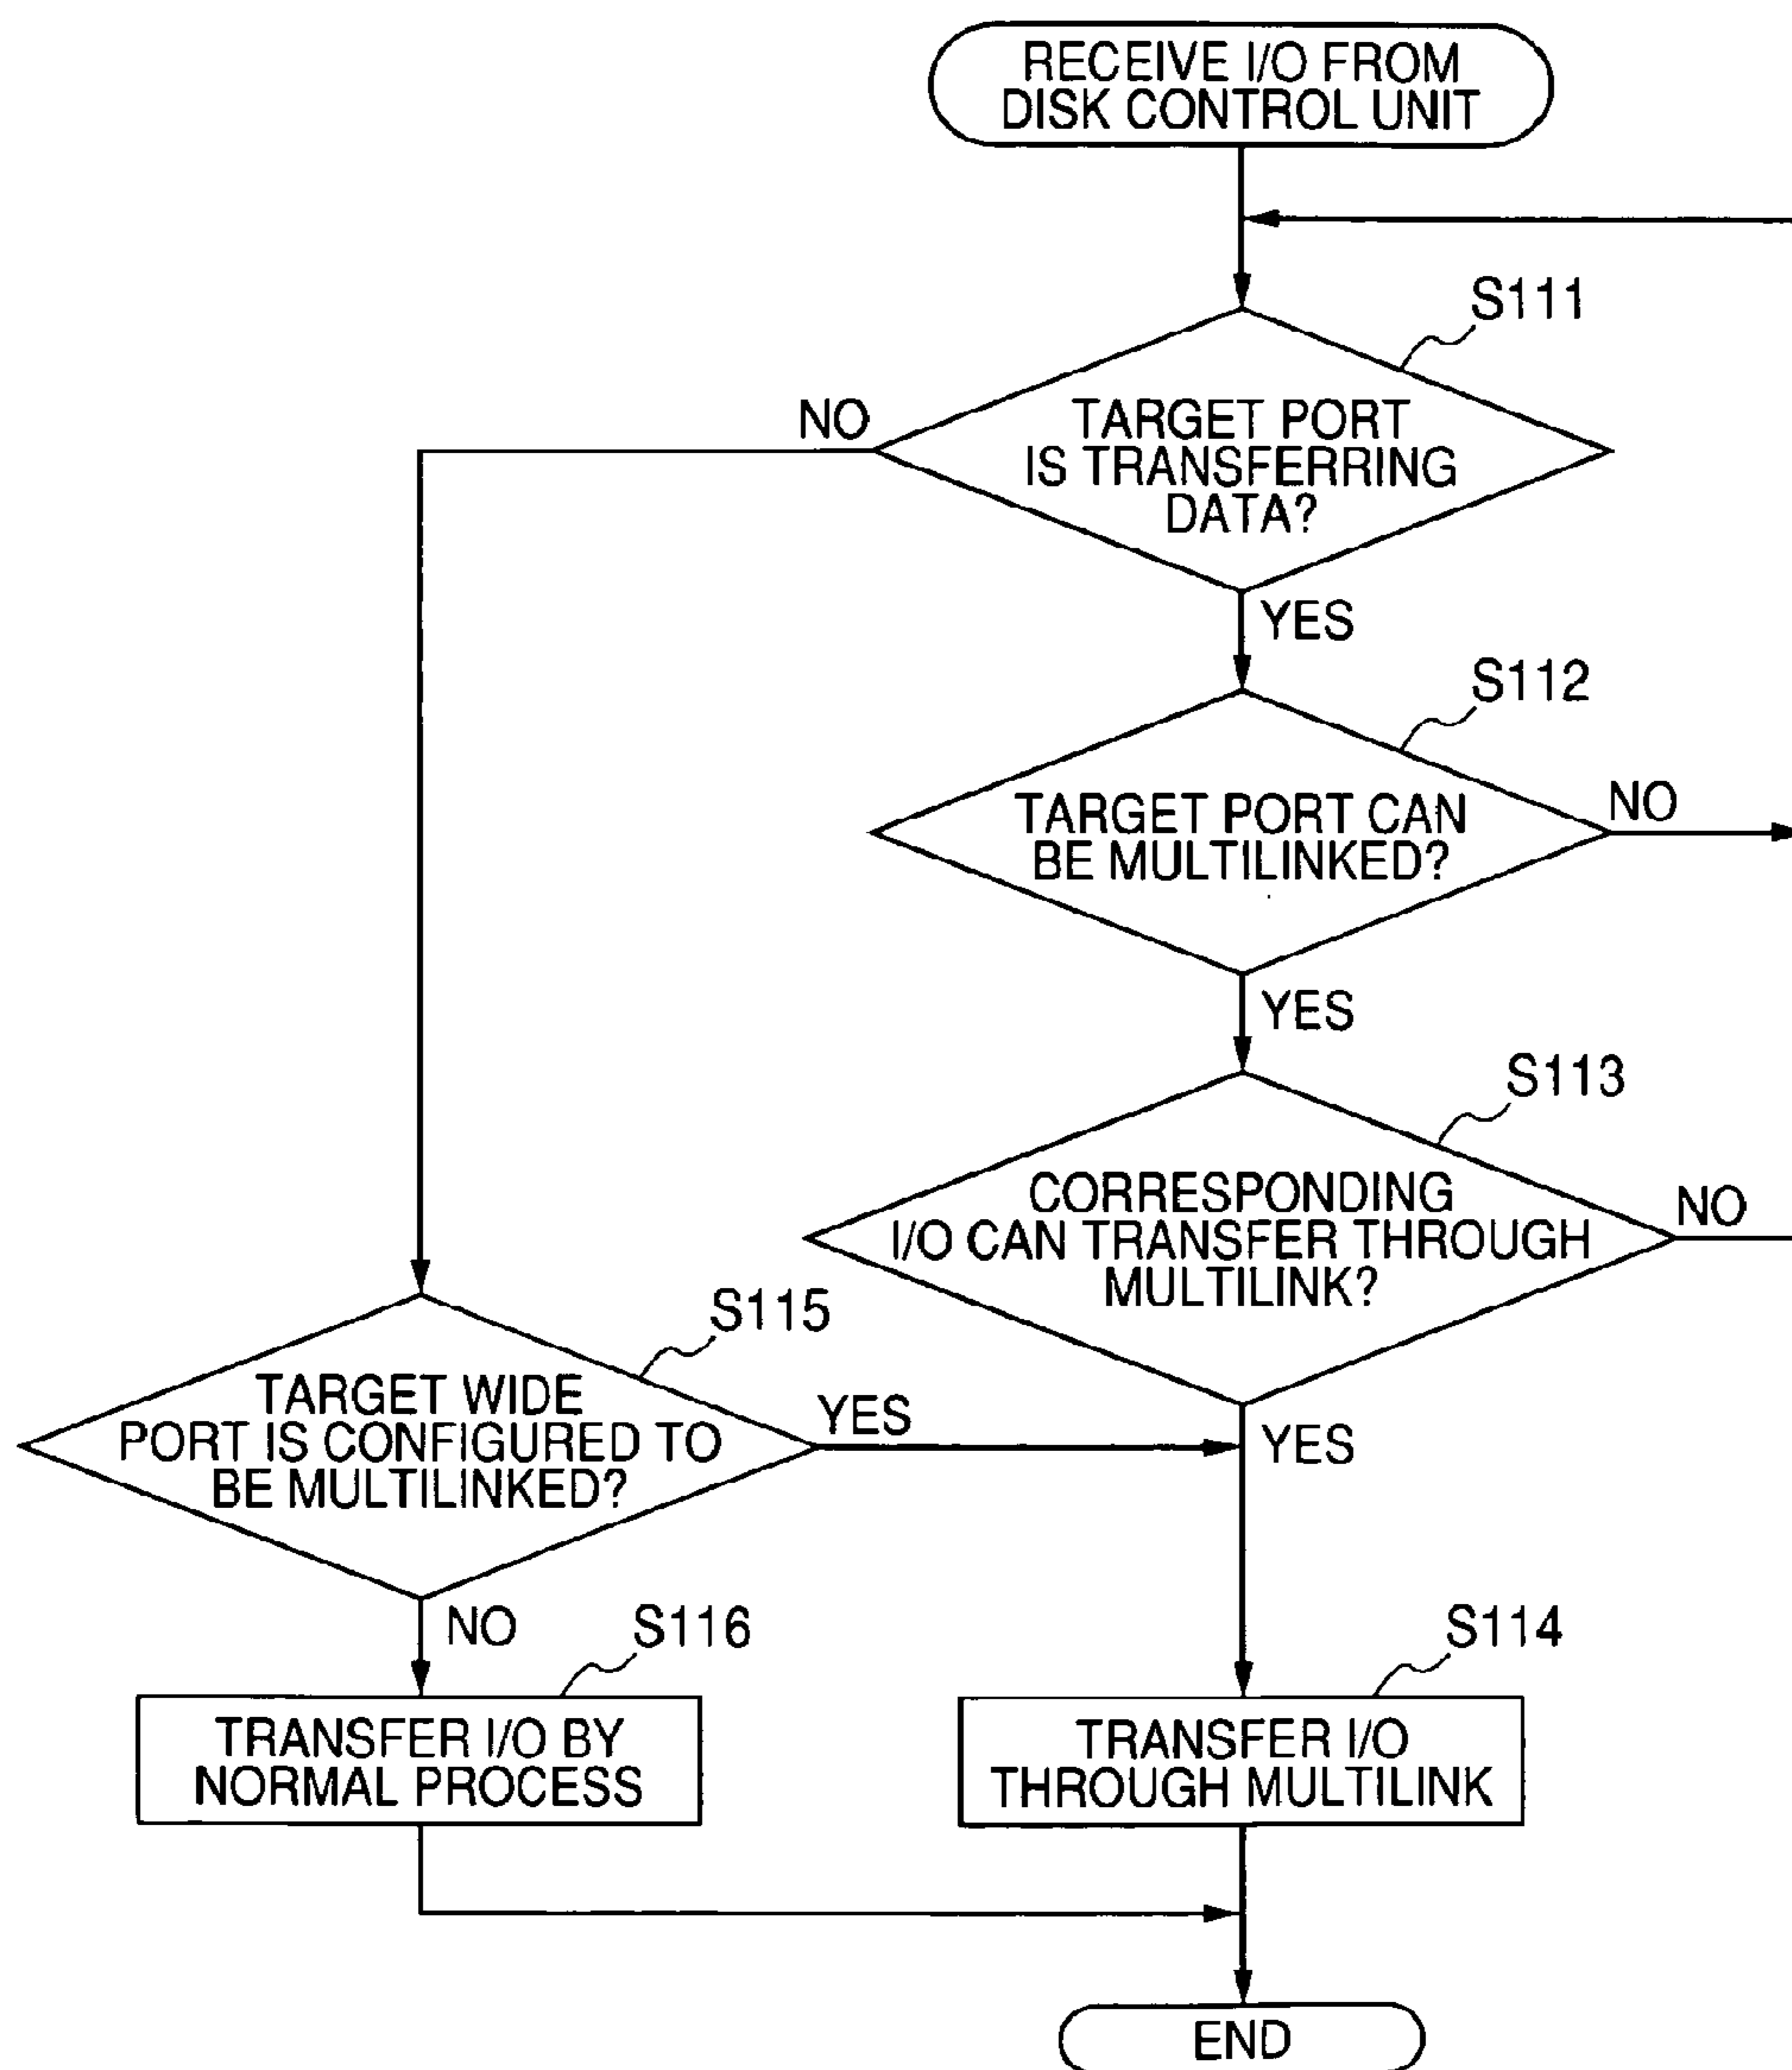 RECEIVE I/O FROM
DISK CONTROL UNIT
S111
NO
TARGET PORT
IS TRANSFERRING
DATA?
YES
S112
TARGET PORT CAN
BE MULTILINKED?
NO
YES
S113
CORRESPONDING
I/O CAN TRANSFER THROUGH
MULTILINK?
NO
S115
TARGET WIDE
PORT IS CONFIGURED TO
BE MULTILINKED?
YES
YES
NO
S116
S114
TRANSFER I/O BY
NORMAL PROCESS
TRANSFER I/O
THROUGH MULTILINK
END